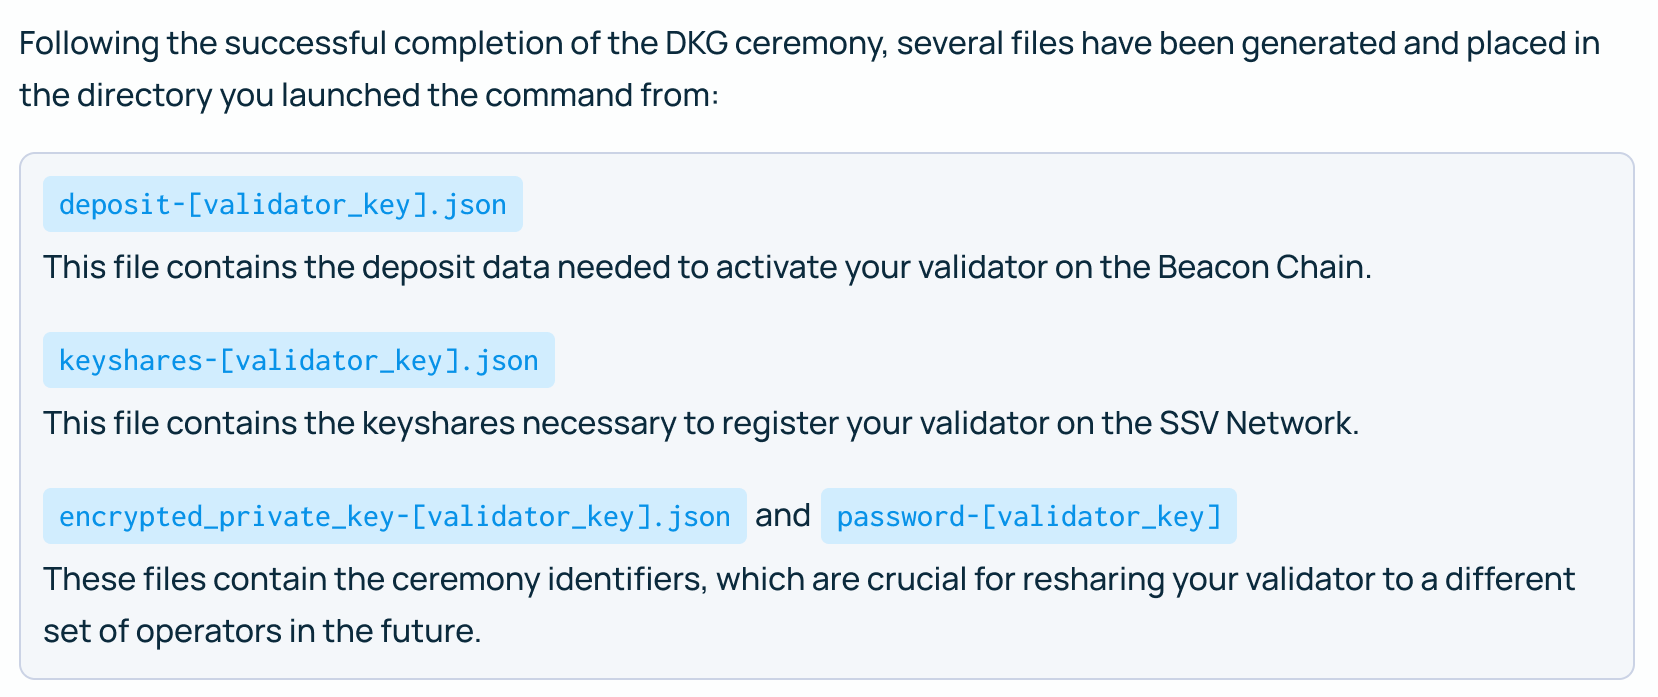 Following the successful completion of the DKG ceremony, several files have been generated and placed in
the directory you launched the command from:
deposit-[validator_key].json
This file contains the deposit data needed to activate your validator on the Beacon Chain.
keyshares-[validator_key].json
This file contains the keyshares necessary to register your validator on the SSV Network.
encrypted_private_key-[validator_key].json and password-[validator_key]
These files contain the ceremony identifiers, which are crucial for resharing your validator to a different
set of operators in the future.